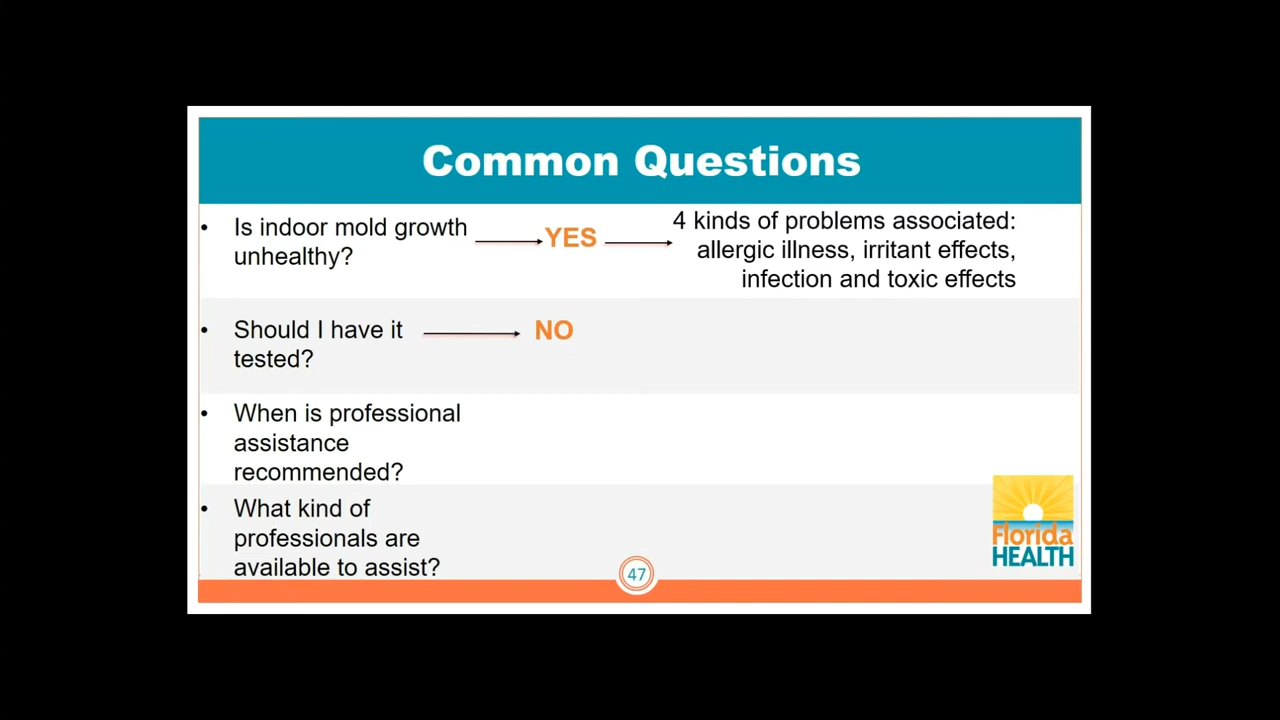 Common Questions
• Is indoor mold growth
unhealthy?
YES
4 kinds of problems associated:
allergic illness, irritant effects,
infection and toxic effects
• Should I have it
tested?
NO
• When is professional
assistance
recommended?
• What kind of
professionals are
available to assist?
47
Florida
HEALTH